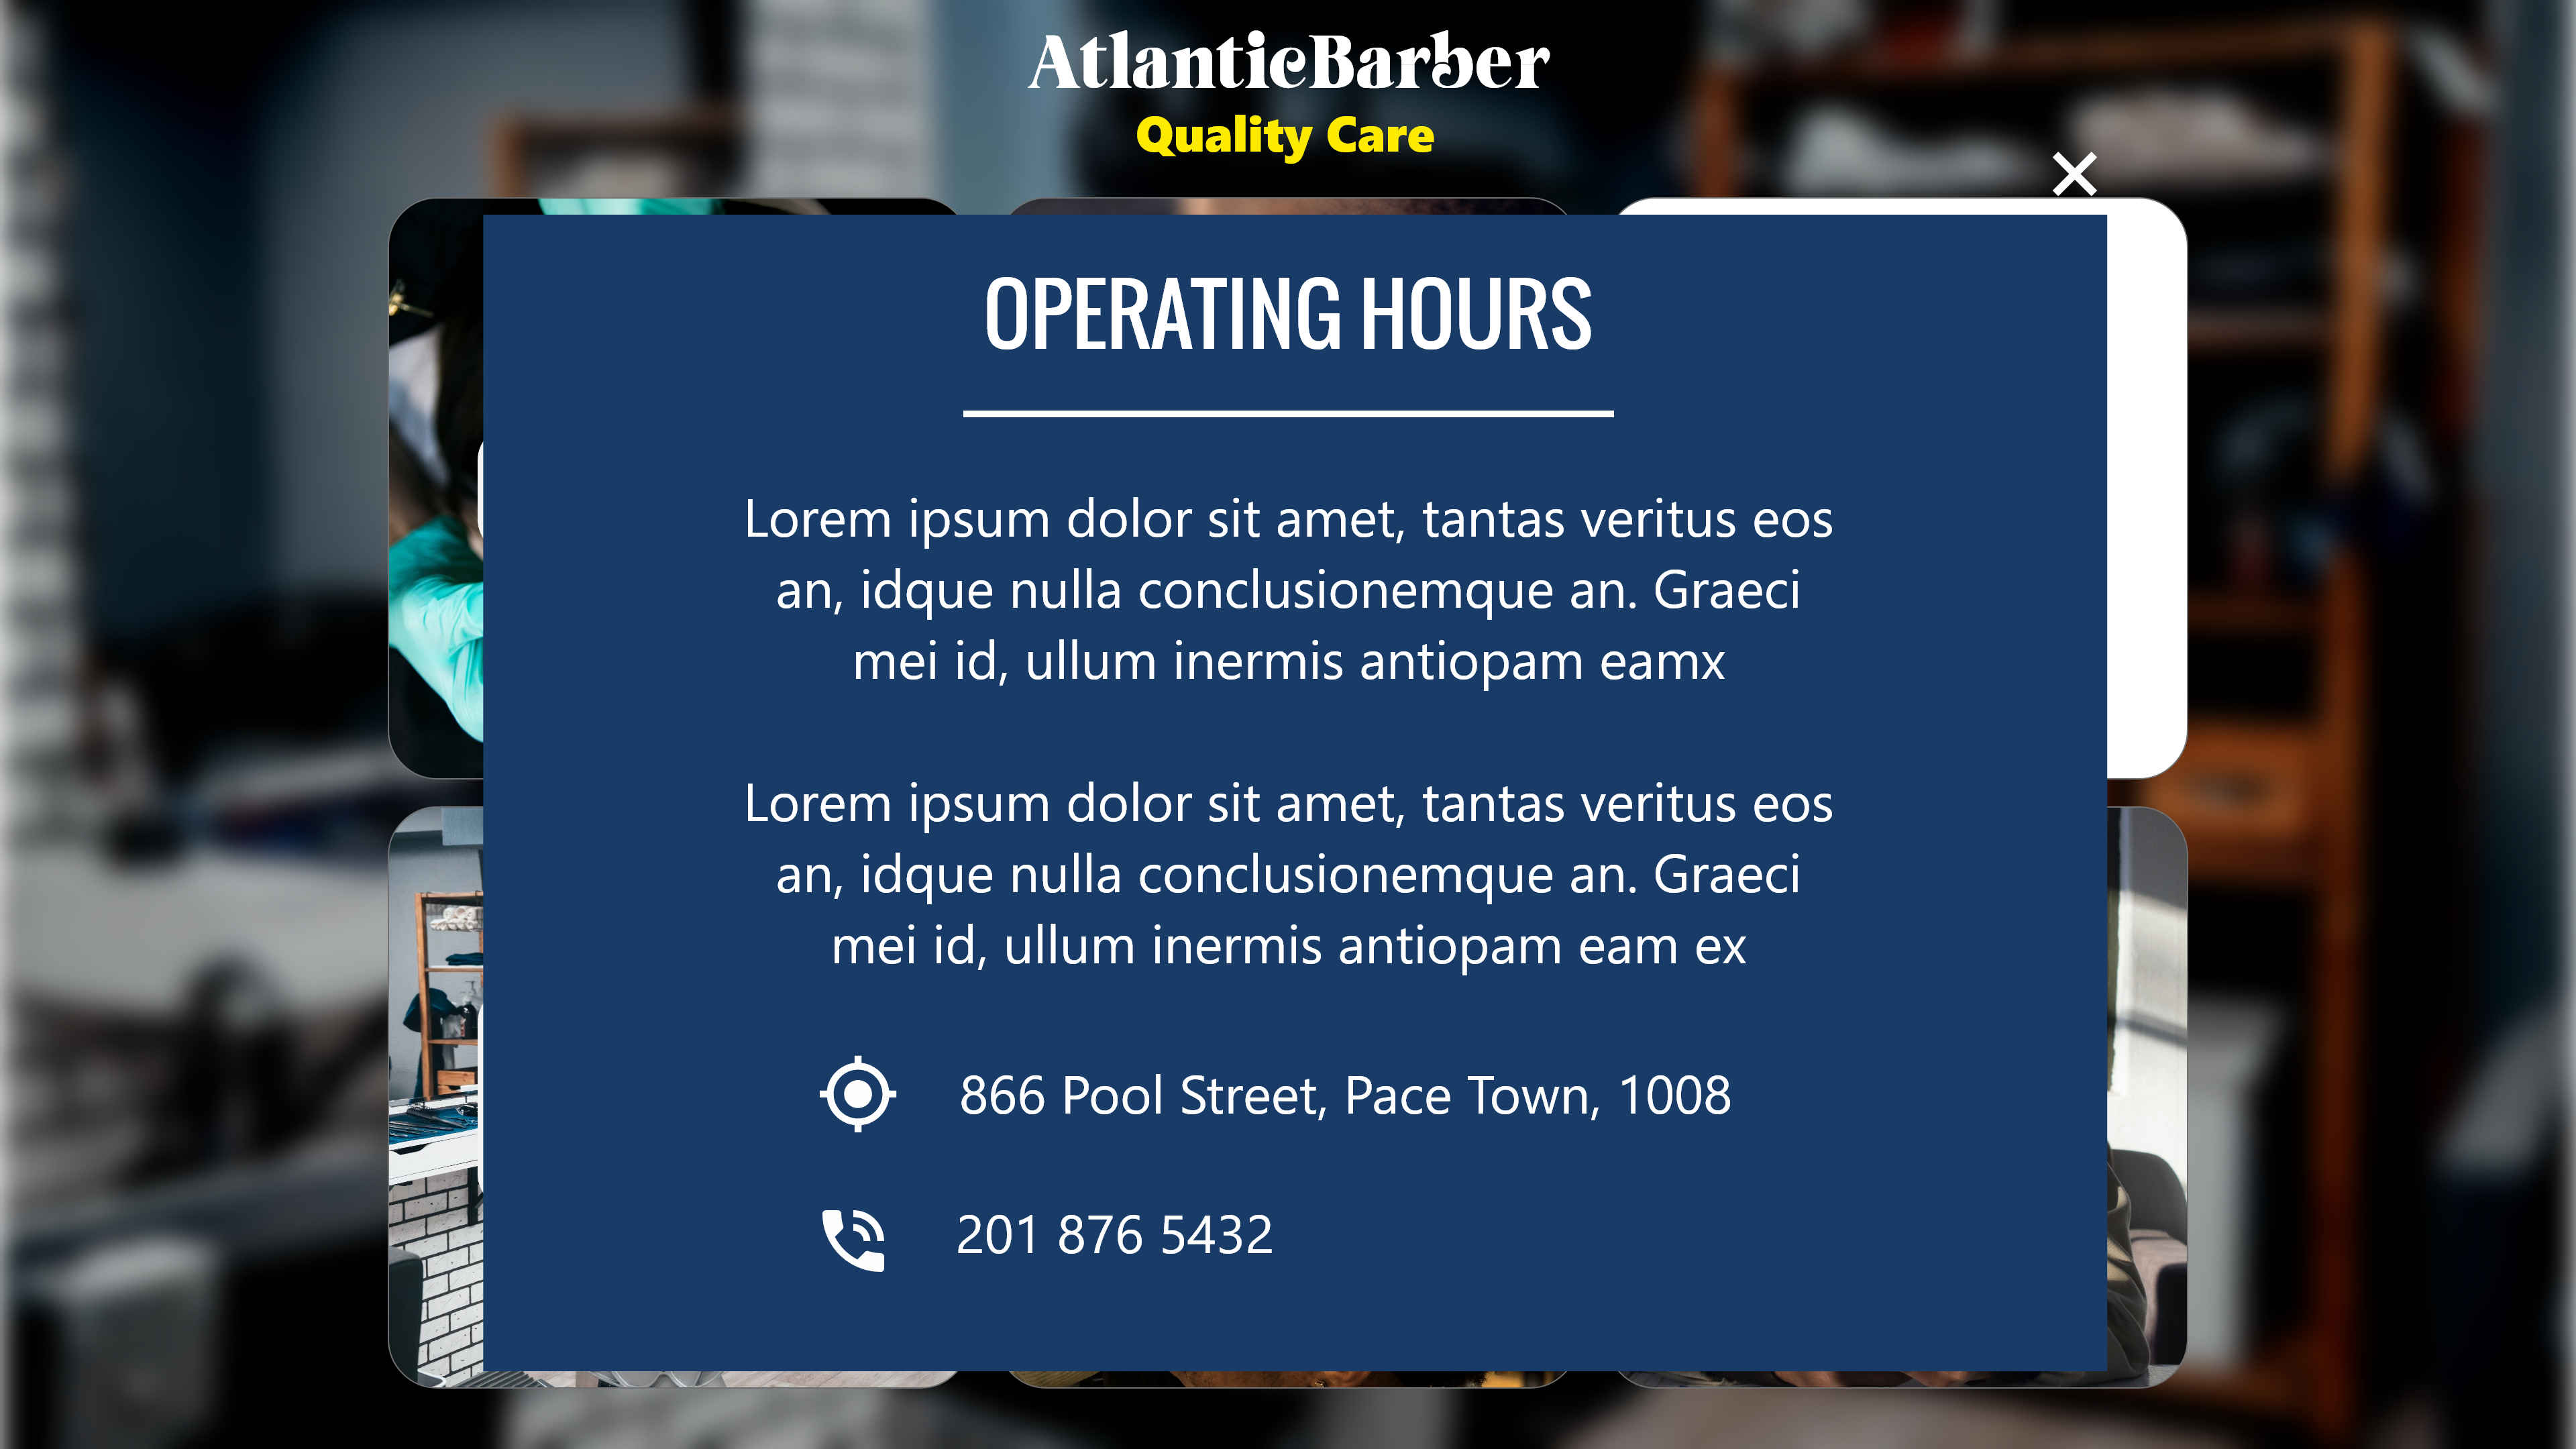 AtlanticBarber
Quality Care
OPERATING HOURS
Lorem ipsum dolor sit amet, tantas veritus eos
an, idque nulla conclusionemque an. Graeci
mei id, ullum inermis antiopam eamx
Lorem ipsum dolor sit amet, tantas veritus eos
an, idque nulla conclusionemque an. Graeci
mei id, ullum inermis antiopam eam ex
866 Pool Street, Pace Town, 1008
201 876 5432